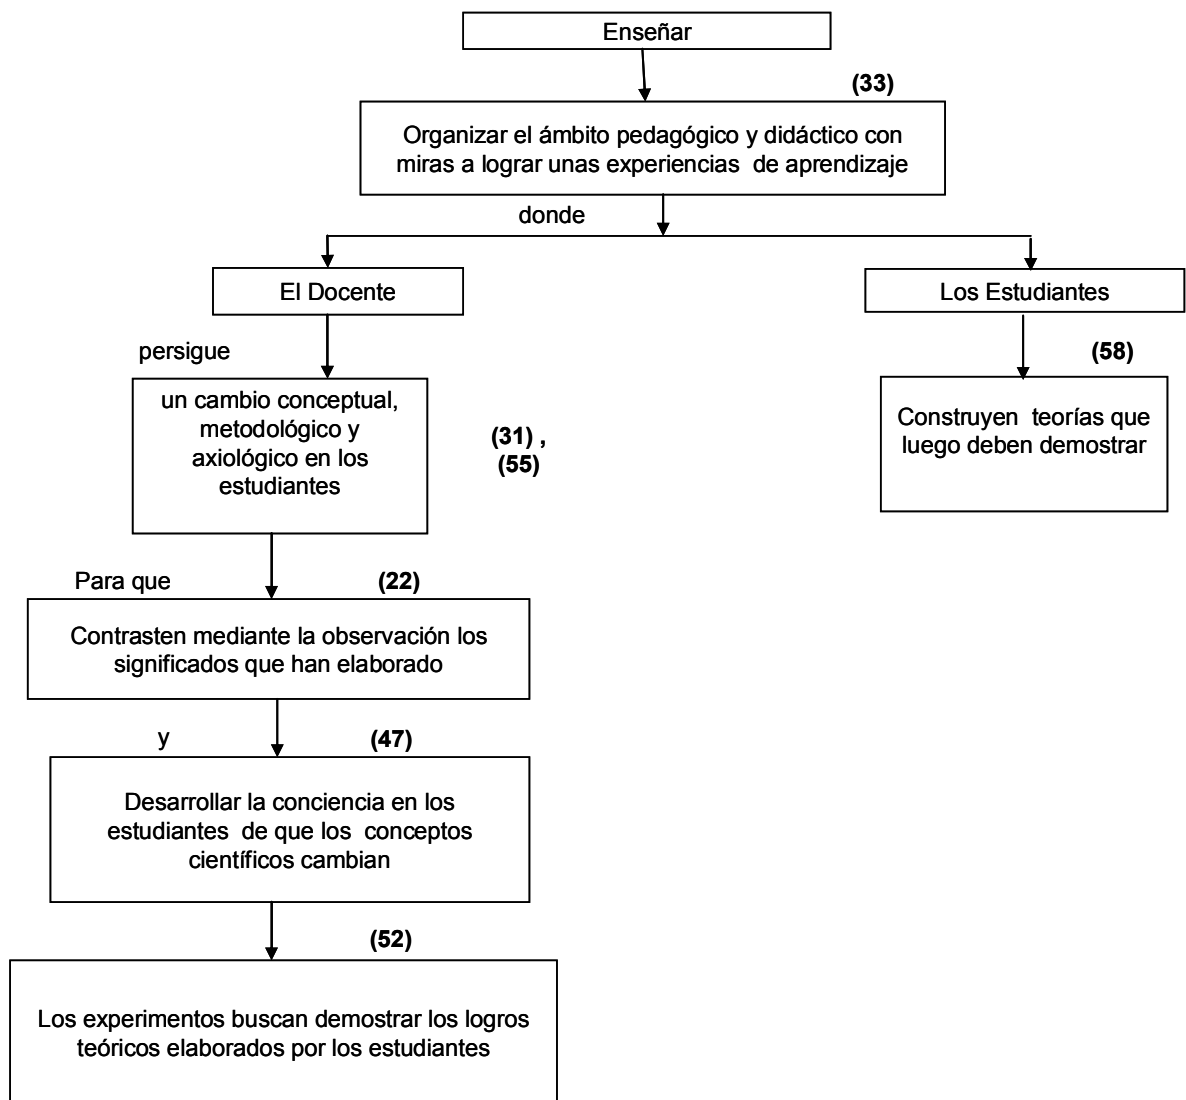 Enseñar
(33)
Organizar el ámbito pedagógico y didáctico con
miras a lograr unas experiencias de aprendizaje
donde
El Docente
Los Estudiantes
persigue
(58)
un cambio conceptual,
metodológico y
axiológico en los
estudiantes
(31) ,
(55)
Construyen teorías que
luego deben demostrar
Para que
(22)
Contrasten mediante la observación los
significados que han elaborado
y
(47)
Desarrollar la conciencia en los
estudiantes de que los conceptos
científicos cambian
(52)
Los experimentos buscan demostrar los logros
teóricos elaborados por los estudiantes